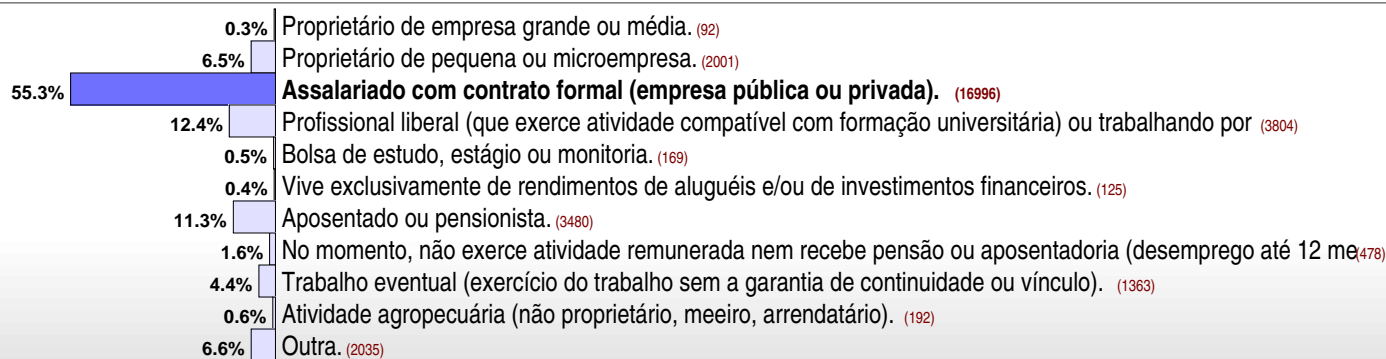 0.3% Proprietário de empresa grande ou média. (92)
6.5% Proprietário de pequena ou microempresa. (2001)
55.3% Assalariado com contrato formal (empresa pública ou privada). (16996)
12.4% Profissional liberal (que exerce atividade compatível com formação universitária) ou trabalhando por (3804)
0.5% Bolsa de estudo, estágio ou monitoria. (169)
0.4% Vive exclusivamente de rendimentos de aluguéis e/ou de investimentos financeiros. (125)
11.3% Aposentado ou pensionista. (3480)
1.6% No momento, não exerce atividade remunerada nem recebe pensão ou aposentadoria (desemprego até 12 me(478)
4.4% Trabalho eventual (exercício do trabalho sem a garantia de continuidade ou vínculo). (1363)
0.6% Atividade agropecuária (não proprietário, meeiro, arrendatário). (192)
6.6% Outra. (2035)